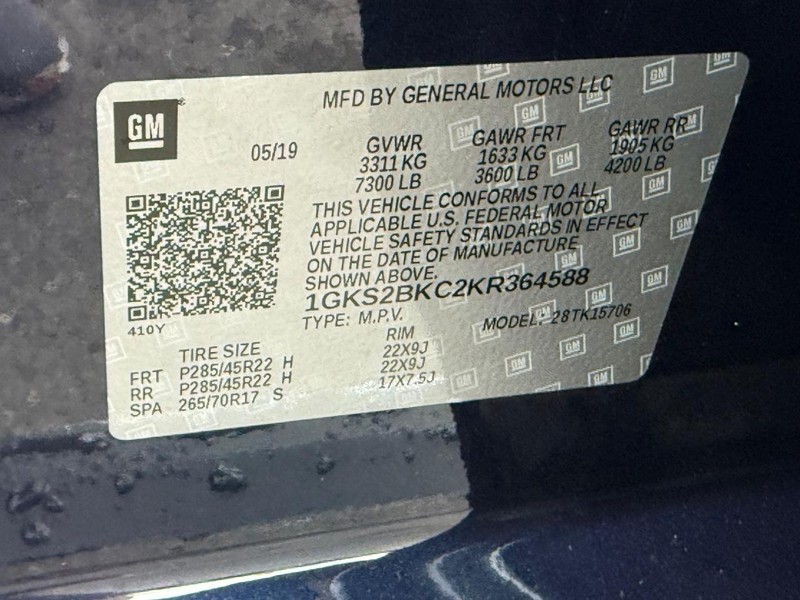 MFD BY GENERAL MOTORS LLC
GM
05/19
GVWR GAWR FRT GAWR RR
3311 KG 1633 KG 1905 KG
7300 LB 3600 LB 4200 LB
THIS VEHICLE CONFORMS TO ALL
APPLICABLE U.S. FEDERAL MOTOR
VEHICLE SAFETY STANDARDS IN EFFECT
ON THE DATE OF MANUFACTURE
SHOWN ABOVE.
1GKS2BKC2KR364588
TYPE: M.P.V. MODEL: 28TK15706
410Y
TIRE SIZE RIM
FRT P285/45R22 H 22X9J
RR P285/45R22 H 22X9J
SPA 265/70R17 S 17X7.5J